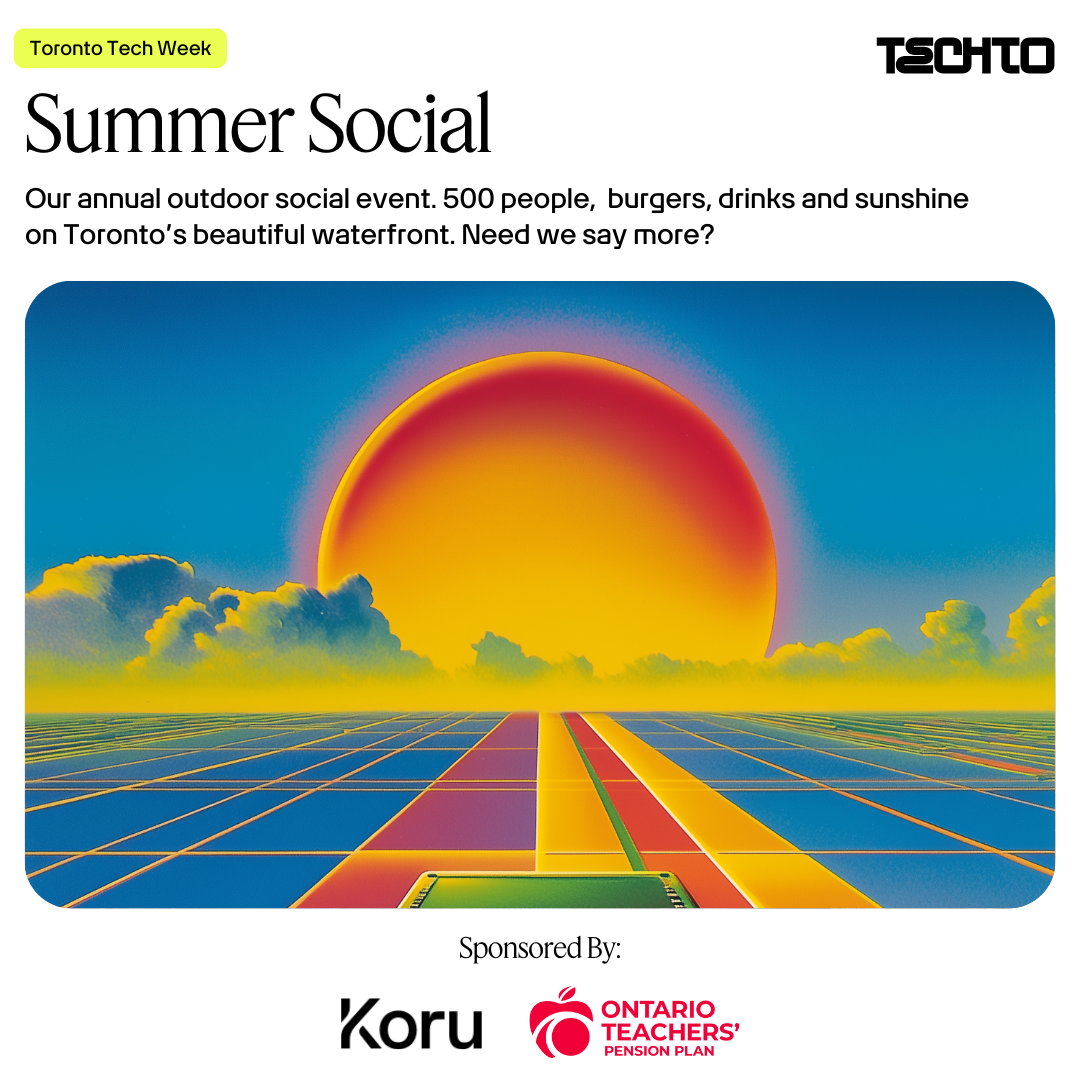 Toronto Tech Week
TECHTO
Summer Social
Our annual outdoor social event. 500 people,  burgers, drinks and sunshine
on Toronto’s beautiful waterfront. Need we say more?
Sponsored By:
Koru
ONTARIO
TEACHERS’
PENSION PLAN